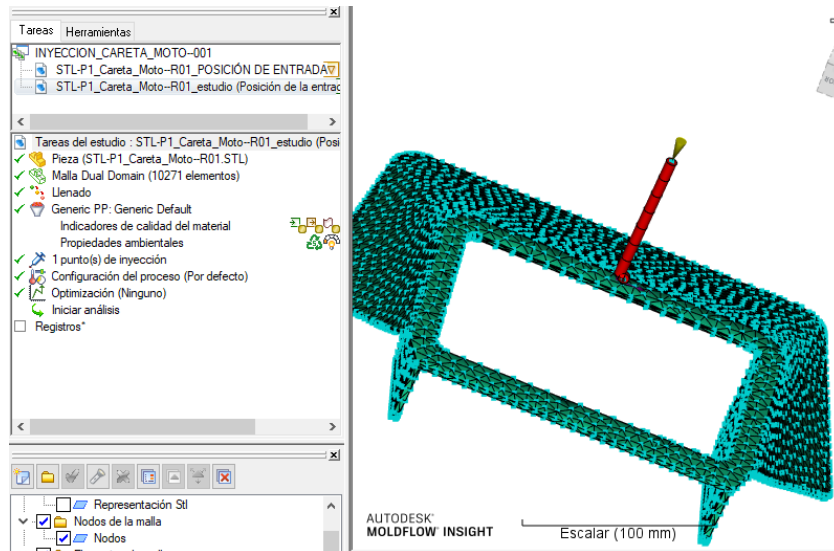 Tareas Herramientas
INYECCION_CARETA_MOTO--001
STL-P1_Careta_Moto--R01_POSICIÓN DE ENTRADA
STL-P1_Careta_Moto--R01_estudio (Posición de la entrad
Tareas del estudio : STL-P1_Careta_Moto--R01_estudio (Posi
Pieza (STL-P1_Careta_Moto--R01.STL)
Malla Dual Domain (10271 elementos)
Llenado
Generic PP: Generic Default
Indicadores de calidad del material
Propiedades ambientales
1 punto(s) de inyección
Configuración del proceso (Por defecto)
Optimización (Ninguno)
Iniciar análisis
Registros*
Representación Stl
Nodos de la malla
Nodos
AUTODESK®
MOLDFLOW® INSIGHT
Escalar (100 mm)